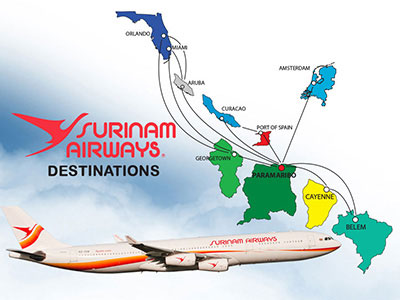 ORLANDO
MIAMI
AMSTERDAM
ARUBA
CURACAO
SURINAM
AIRWAYS®
DESTINATIONS
PORT OF SPAIN
GEORGETOWN
PARAMARIBO
CAYENNE
BELEM
SURINAM AIRWAYS